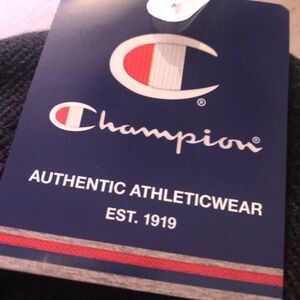 C®
Champion®
AUTHENTIC ATHLETICWEAR
EST. 1919